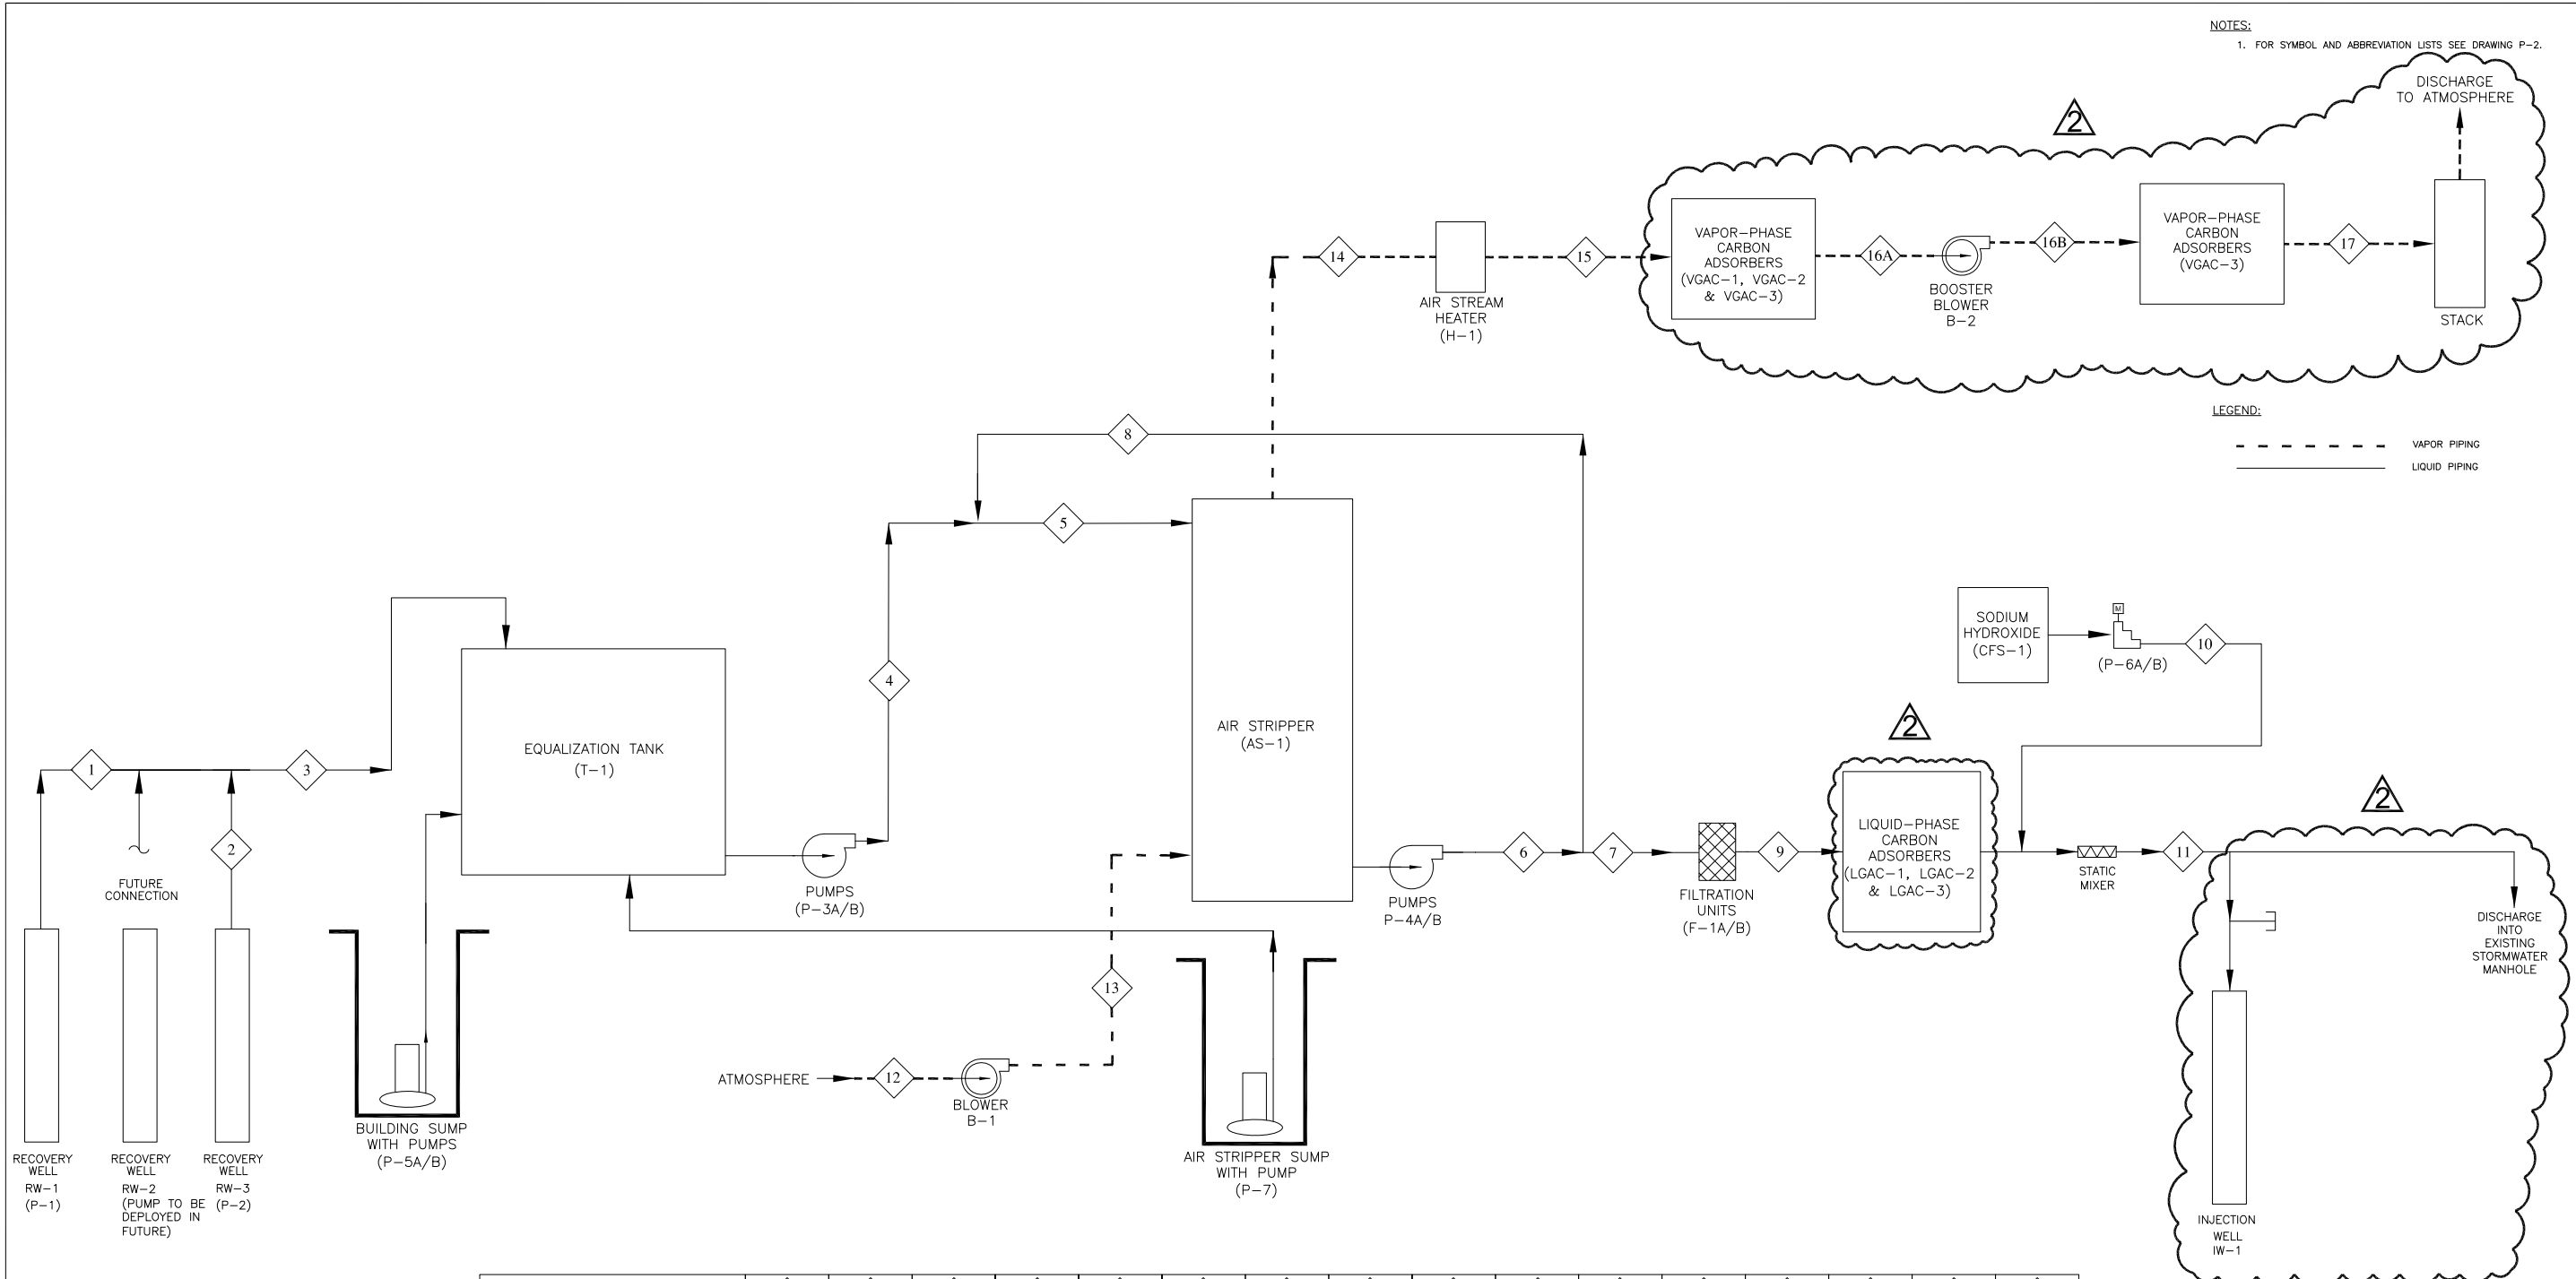 NOTES:
1. FOR SYMBOL AND ABBREVIATION LISTS SEE DRAWING P-2.
DISCHARGE
TO ATMOSPHERE
2
14
AIR STREAM
HEATER
(H-1)
15
VAPOR-PHASE
CARBON
ADSORBERS
(VGAC-1, VGAC-2
& VGAC-3)
16A
BOOSTER
BLOWER
B-2
16B
VAPOR-PHASE
CARBON
ADSORBERS
(VGAC-3)
17
STACK
LEGEND:
VAPOR PIPING
LIQUID PIPING
8
5
4
EQUALIZATION TANK
(T-1)
AIR STRIPPER
(AS-1)
SODIUM
HYDROXIDE
(CFS-1)
M
(P-6A/B)
10
1
3
2
FUTURE
CONNECTION
PUMPS
(P-3A/B)
PUMPS
P-4A/B
6
7
FILTRATION
UNITS
(F-1A/B)
9
2
LIQUID-PHASE
CARBON
ADSORBERS
(LGAC-1, LGAC-2
& LGAC-3)
STATIC
MIXER
11
2
DISCHARGE
INTO
EXISTING
STORMWATER
MANHOLE
13
ATMOSPHERE
12
BLOWER
B-1
RECOVERY
WELL
RW-1
(P-1)
RECOVERY
WELL
RW-2
(PUMP TO BE
DEPLOYED IN
FUTURE)
RECOVERY
WELL
RW-3
(P-2)
BUILDING SUMP
WITH PUMPS
(P-5A/B)
AIR STRIPPER SUMP
WITH PUMP
(P-7)
INJECTION
WELL
IW-1